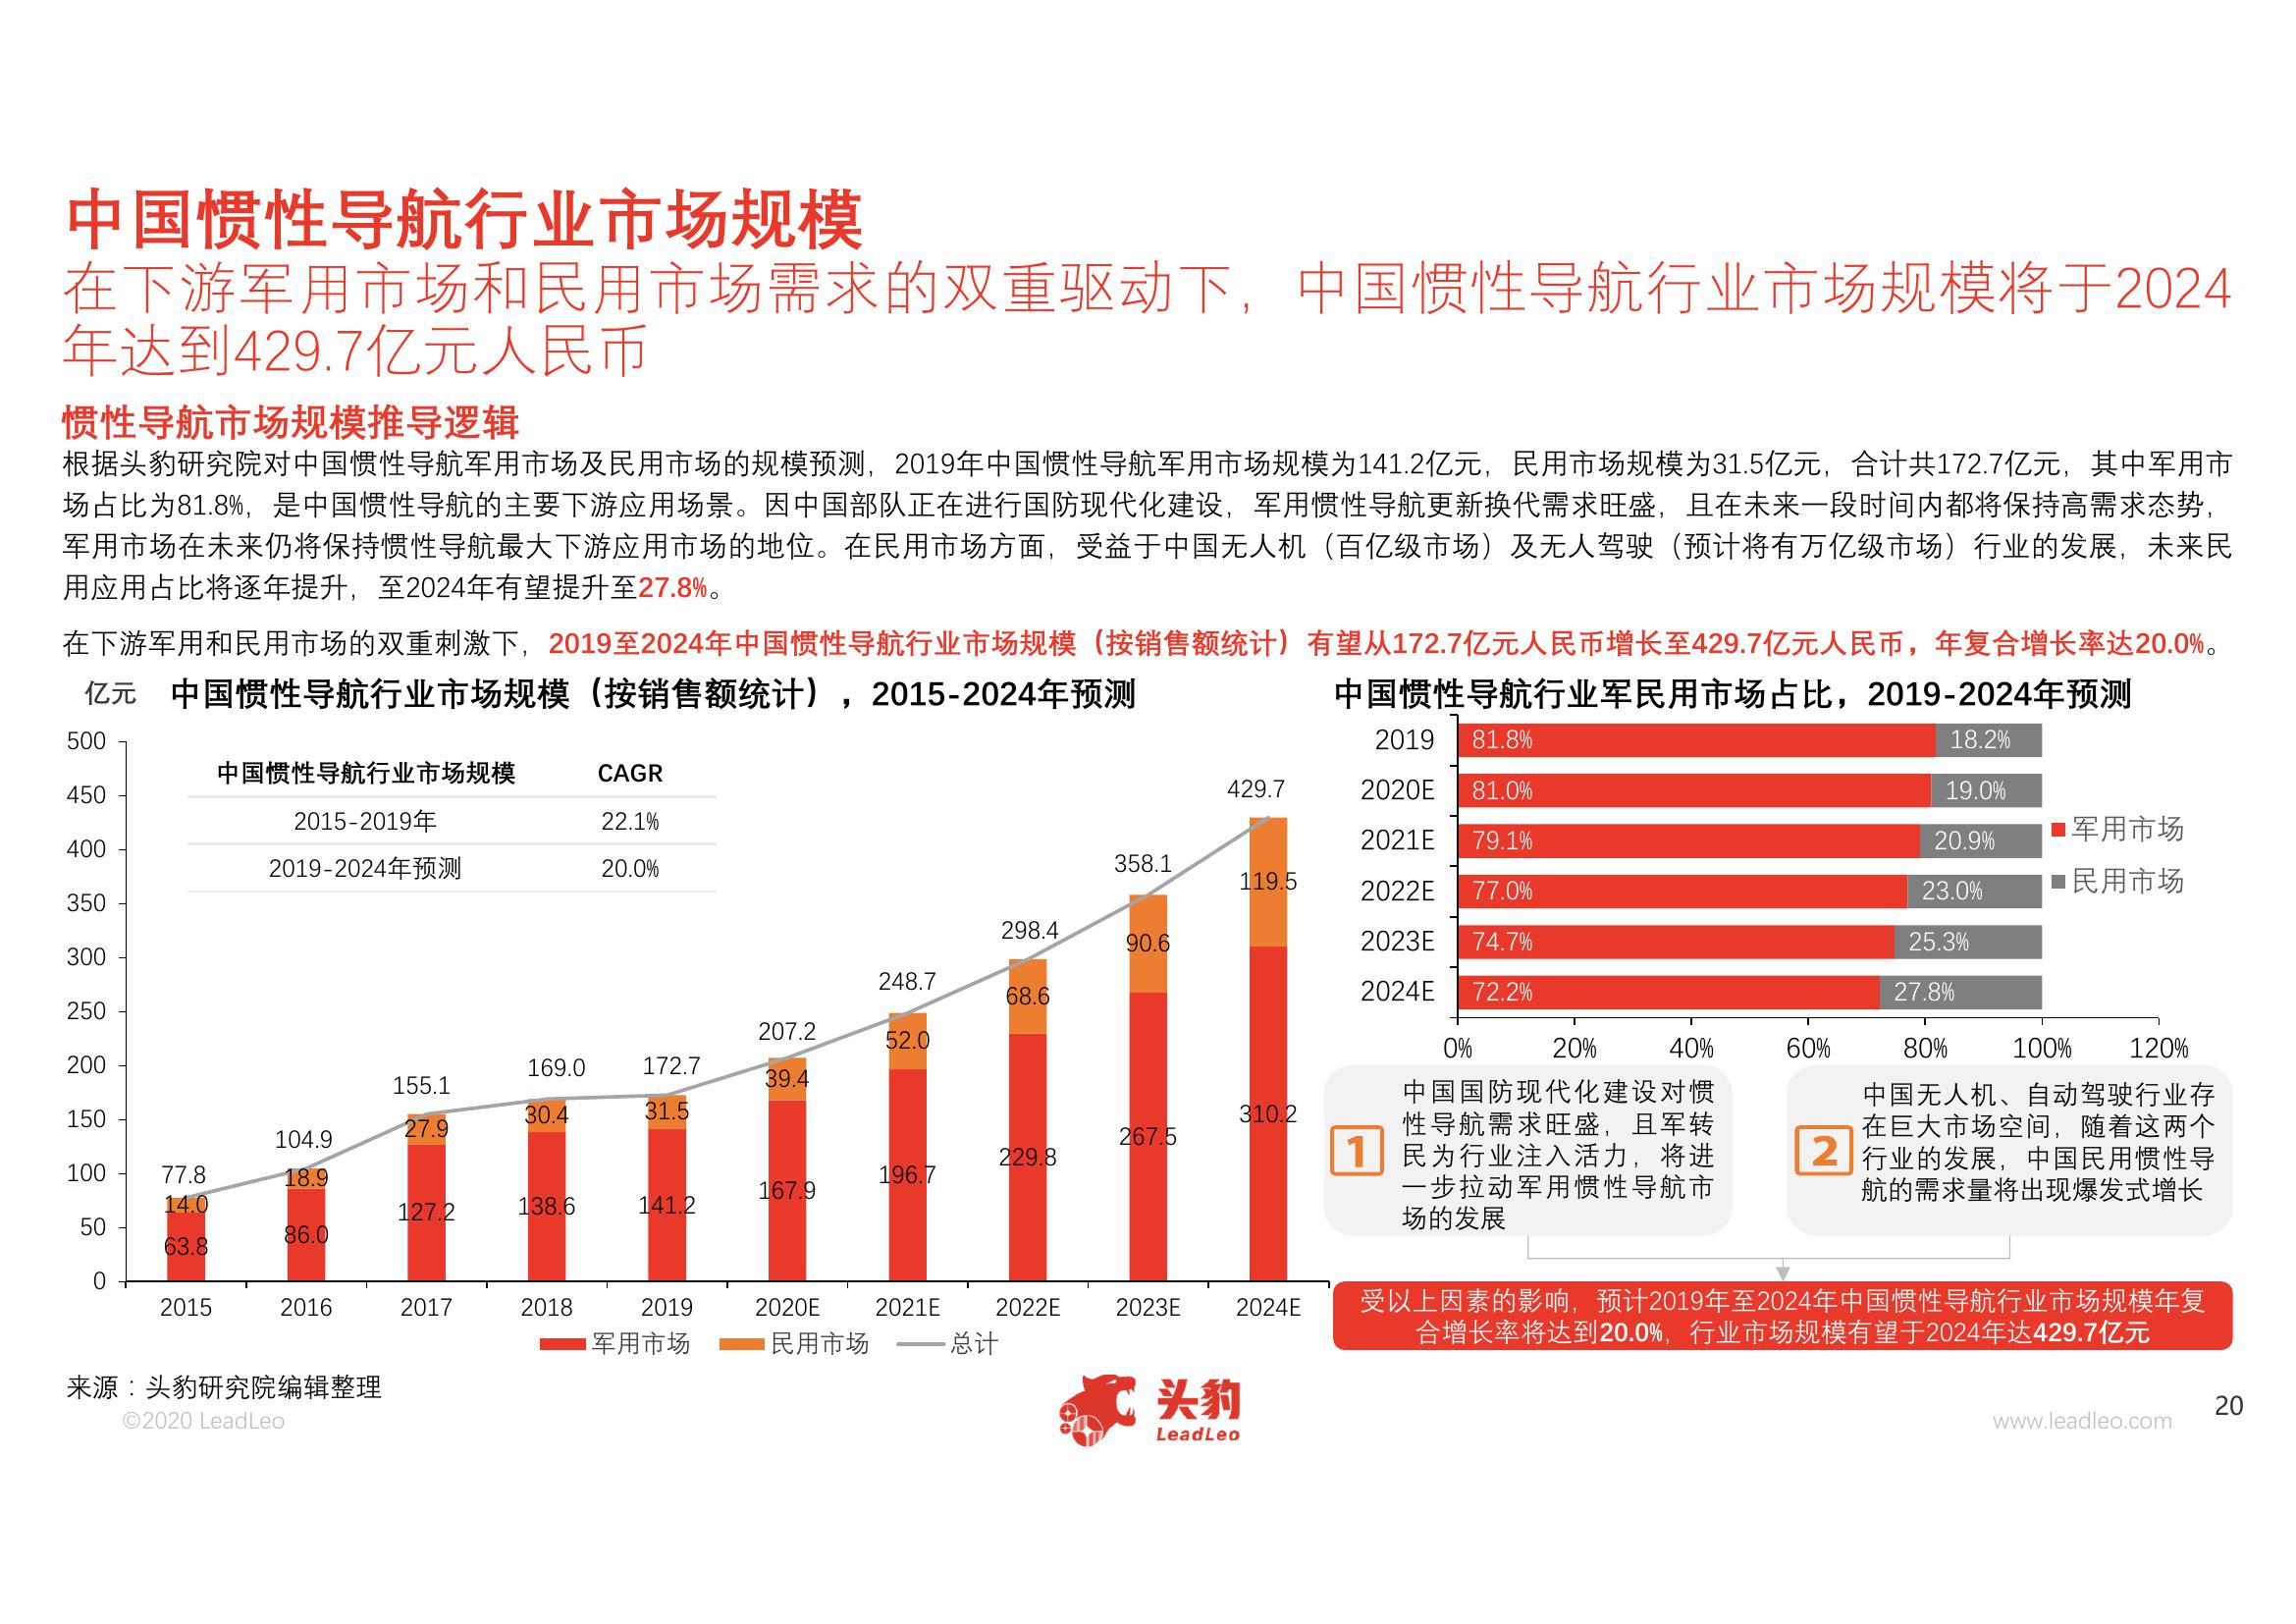 中国惯性导航行业市场规模
在下游军用市场和民用市场需求的双重驱动下，中国惯性导航行业市场规模将于2024
年达到429.7亿元人民币
惯性导航市场规模推导逻辑
根据头豹研究院对中国惯性导航军用市场及民用市场的规模预测，2019年中国惯性导航军用市场规模为141.2亿元，民用市场规模为31.5亿元，合计共172.7亿元，其中军用市
场占比为81.8%，是中国惯性导航的主要下游应用场景。因中国部队正在进行国防现代化建设，军用惯性导航更新换代需求旺盛，且在未来一段时间内都将保持高需求态势，
军用市场在未来仍将保持惯性导航最大下游应用市场的地位。在民用市场方面，受益于中国无人机（百亿级市场）及无人驾驶（预计将有万亿级市场）行业的发展，未来民
用应用占比将逐年提升，至2024年有望提升至27.8%。
在下游军用和民用市场的双重刺激下，2019至2024年中国惯性导航行业市场规模（按销售额统计）有望从172.7亿元人民币增长至429.7亿元人民币，年复合增长率达20.0%。
亿元 中国惯性导航行业市场规模（按销售额统计），2015-2024年预测
500
450
400
350
300
250
200
150
100
50
0
中国惯性导航行业市场规模 CAGR
2015-2019年 22.1%
2019-2024年预测 20.0%
77.8
104.9
155.1
169.0
172.7
207.2
248.7
298.4
358.1
429.7
14.0
18.9
27.9
30.4
31.5
39.4
52.0
68.6
90.6
119.5
63.8
86.0
127.2
138.6
141.2
167.9
196.7
229.8
267.5
310.2
2015 2016 2017 2018 2019 2020E 2021E 2022E 2023E 2024E
军用市场 民用市场 总计
中国惯性导航行业军民用市场占比，2019-2024年预测
2019 81.8% 18.2%
2020E 81.0% 19.0%
2021E 79.1% 20.9%
2022E 77.0% 23.0%
2023E 74.7% 25.3%
2024E 72.2% 27.8%
军用市场
民用市场
0% 20% 40% 60% 80% 100% 120%
1
中国国防现代化建设对惯
性导航需求旺盛，且军转
民为行业注入活力，将进
一步拉动军用惯性导航市
场的发展
2
中国无人机、自动驾驶行业存
在巨大市场空间，随着这两个
行业的发展，中国民用惯性导
航的需求量将出现爆发式增长
受以上因素的影响，预计2019年至2024年中国惯性导航行业市场规模年复
合增长率将达到20.0%，行业市场规模有望于2024年达429.7亿元
来源：头豹研究院编辑整理
©2020 LeadLeo
头豹
LeadLeo
www.leadleo.com
20